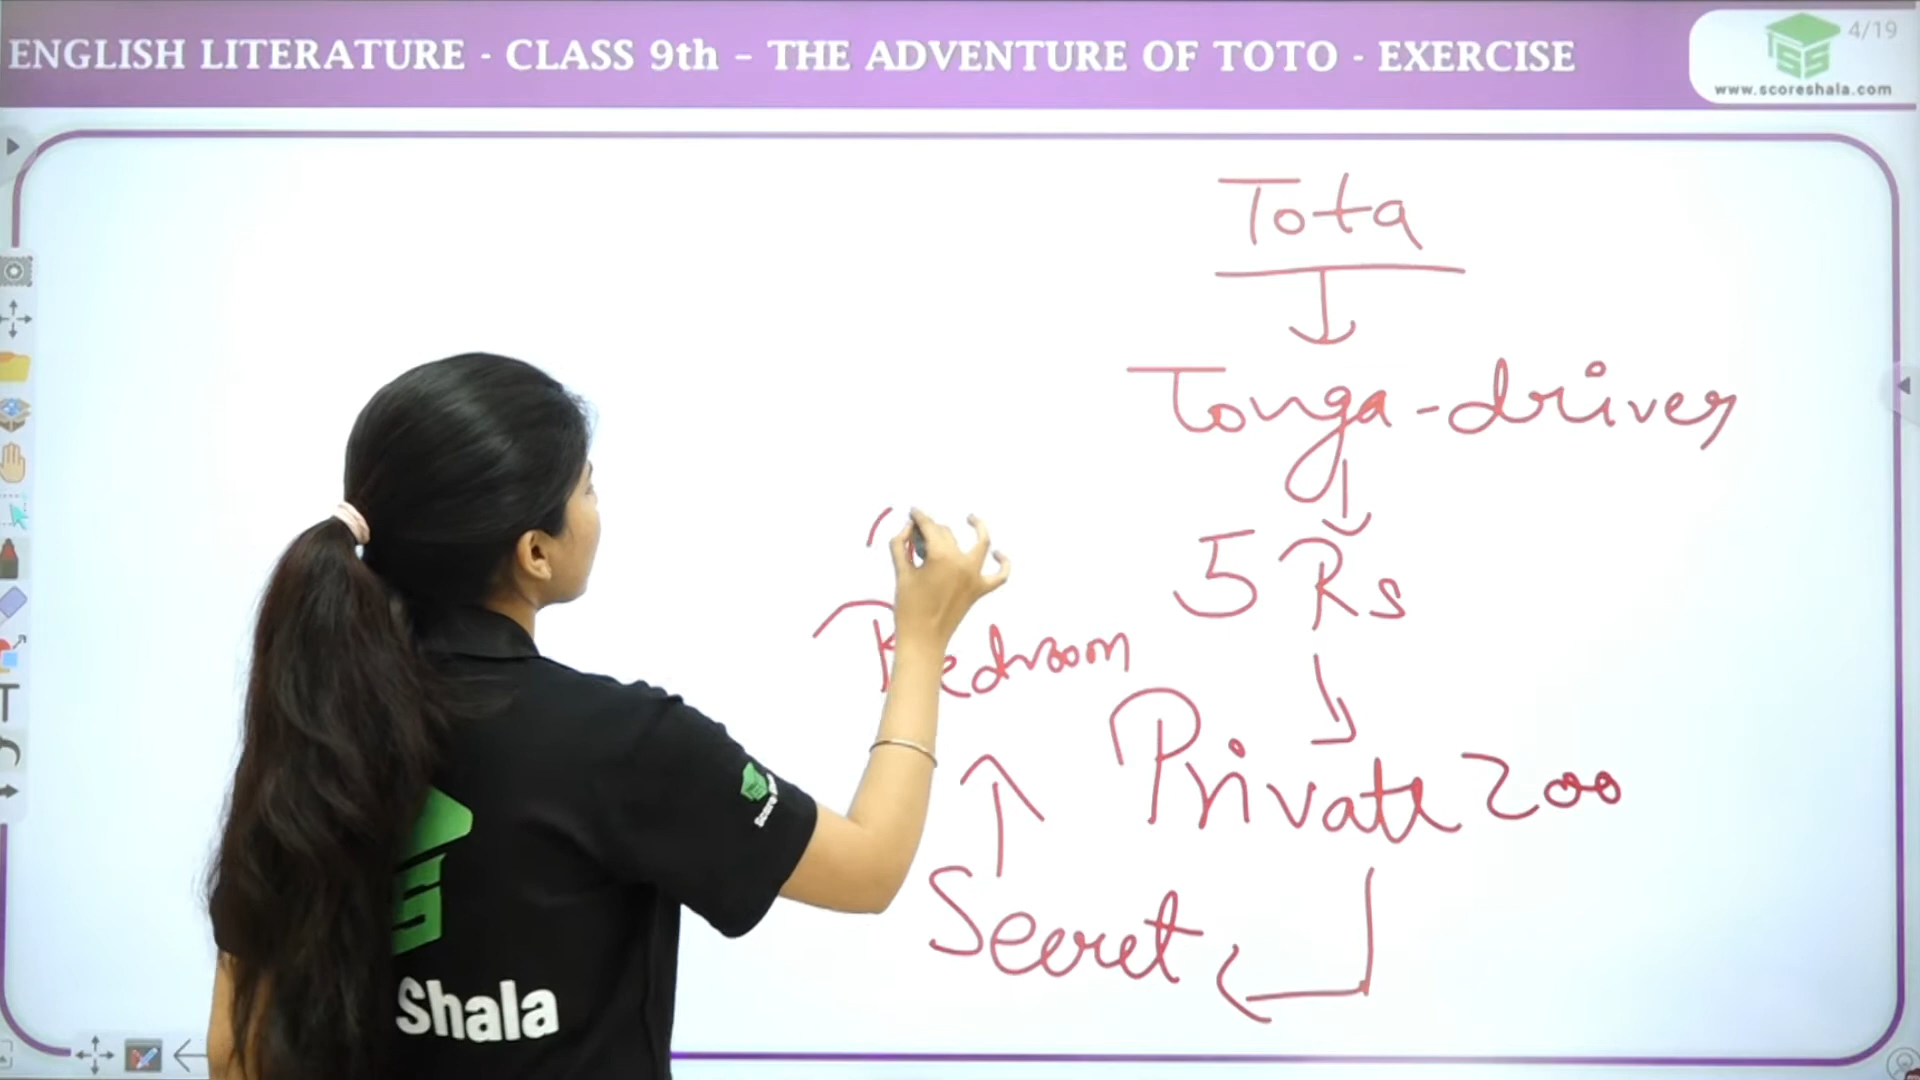 ENGLISH LITERATURE - CLASS 9th – THE ADVENTURE OF TOTO - EXERCISE
4/19
www.scoreshala.com
Tota
Tonga-driver
5 Rs
Private Zoo
Secret
Shala